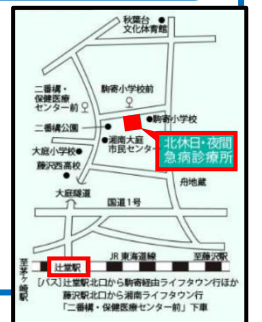 秋葉台
文化体育館
二番構・
保健医療
センター前
駒寄小学校前
駒寄小学校
二番構公園
湘南大庭
市民センター
北休日・夜間
急病診療所
大庭小学校
藤沢西高校
大庭隧道
舟地蔵
国道1号
至茅ヶ崎駅
辻堂駅
JR東海道線
至藤沢駅
[バス]辻堂駅北口から駒寄経由ライフタウン行ほか
藤沢駅北口から湘南ライフタウン行
「二番構・保健医療センター前」下車